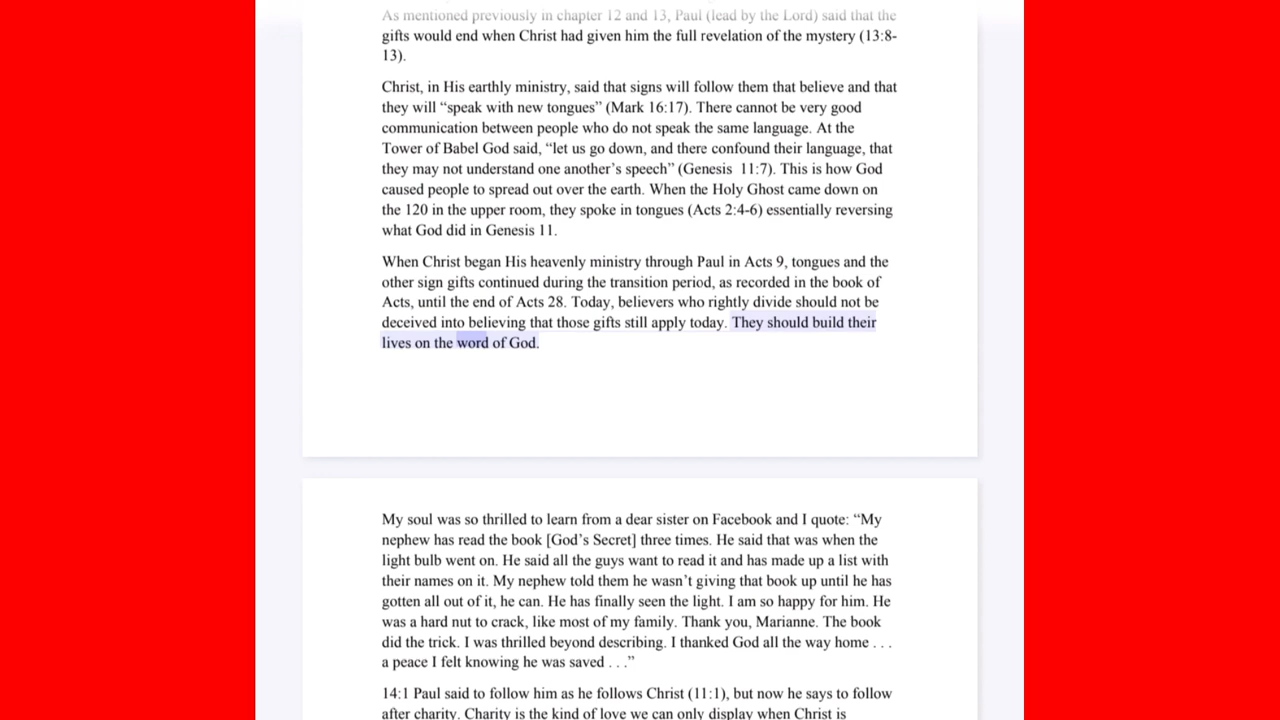 As mentioned previously in chapter 12 and 13, Paul (lead by the Lord) said that the
gifts would end when Christ had given him the full revelation of the mystery (13:8-
13).
Christ, in His earthly ministry, said that signs will follow them that believe and that
they will “speak with new tongues” (Mark 16:17). There cannot be very good
communication between people who do not speak the same language. At the
Tower of Babel God said, “let us go down, and there confound their language, that
they may not understand one another’s speech” (Genesis  11:7). This is how God
caused people to spread out over the earth. When the Holy Ghost came down on
the 120 in the upper room, they spoke in tongues (Acts 2:4-6) essentially reversing
what God did in Genesis 11.
When Christ began His heavenly ministry through Paul in Acts 9, tongues and the
other sign gifts continued during the transition period, as recorded in the book of
Acts, until the end of Acts 28. Today, believers who rightly divide should not be
deceived into believing that those gifts still apply today. They should build their
lives on the word of God.
My soul was so thrilled to learn from a dear sister on Facebook and I quote: “My
nephew has read the book [God’s Secret] three times. He said that was when the
light bulb went on. He said all the guys want to read it and has made up a list with
their names on it. My nephew told them he wasn’t giving that book up until he has
gotten all out of it, he can. He has finally seen the light. I am so happy for him. He
was a hard nut to crack, like most of my family. Thank you, Marianne. The book
did the trick. I was thrilled beyond describing. I thanked God all the way home . . .
a peace I felt knowing he was saved . . .”
14:1 Paul said to follow him as he follows Christ (11:1), but now he says to follow
after charity. Charity is the kind of love we can only display when Christ is